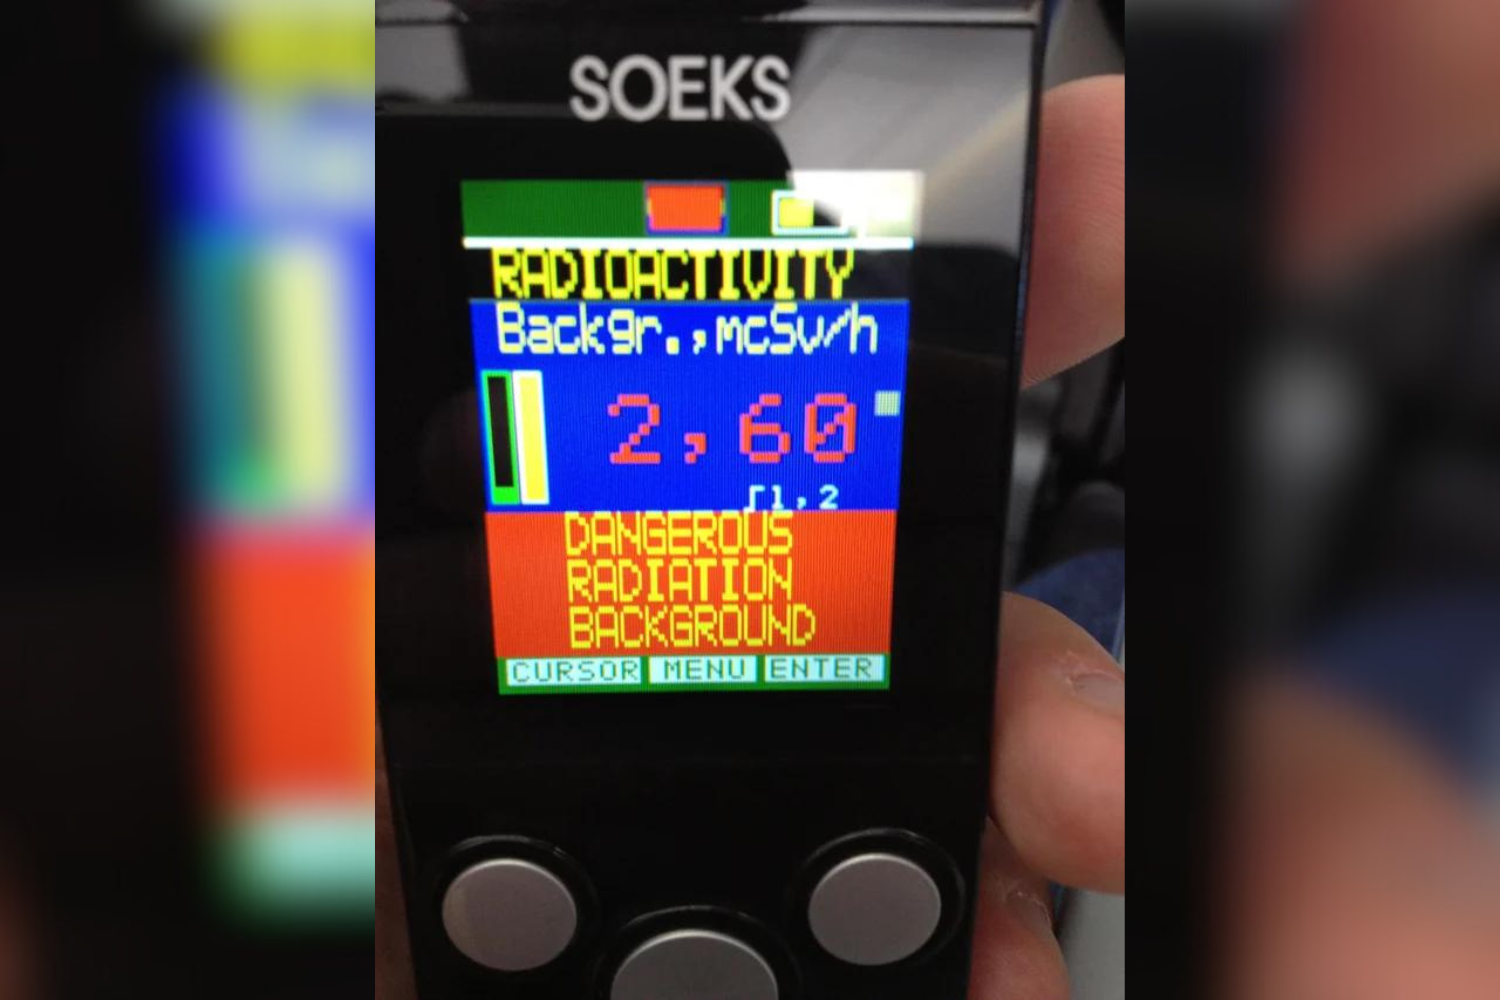 SOEKS
RADIOACTIVITY
Backgr.,mcSv/h
2,60
⌠1,2
DANGEROUS
RADIATION
BACKGROUND
CURSOR MENU ENTER